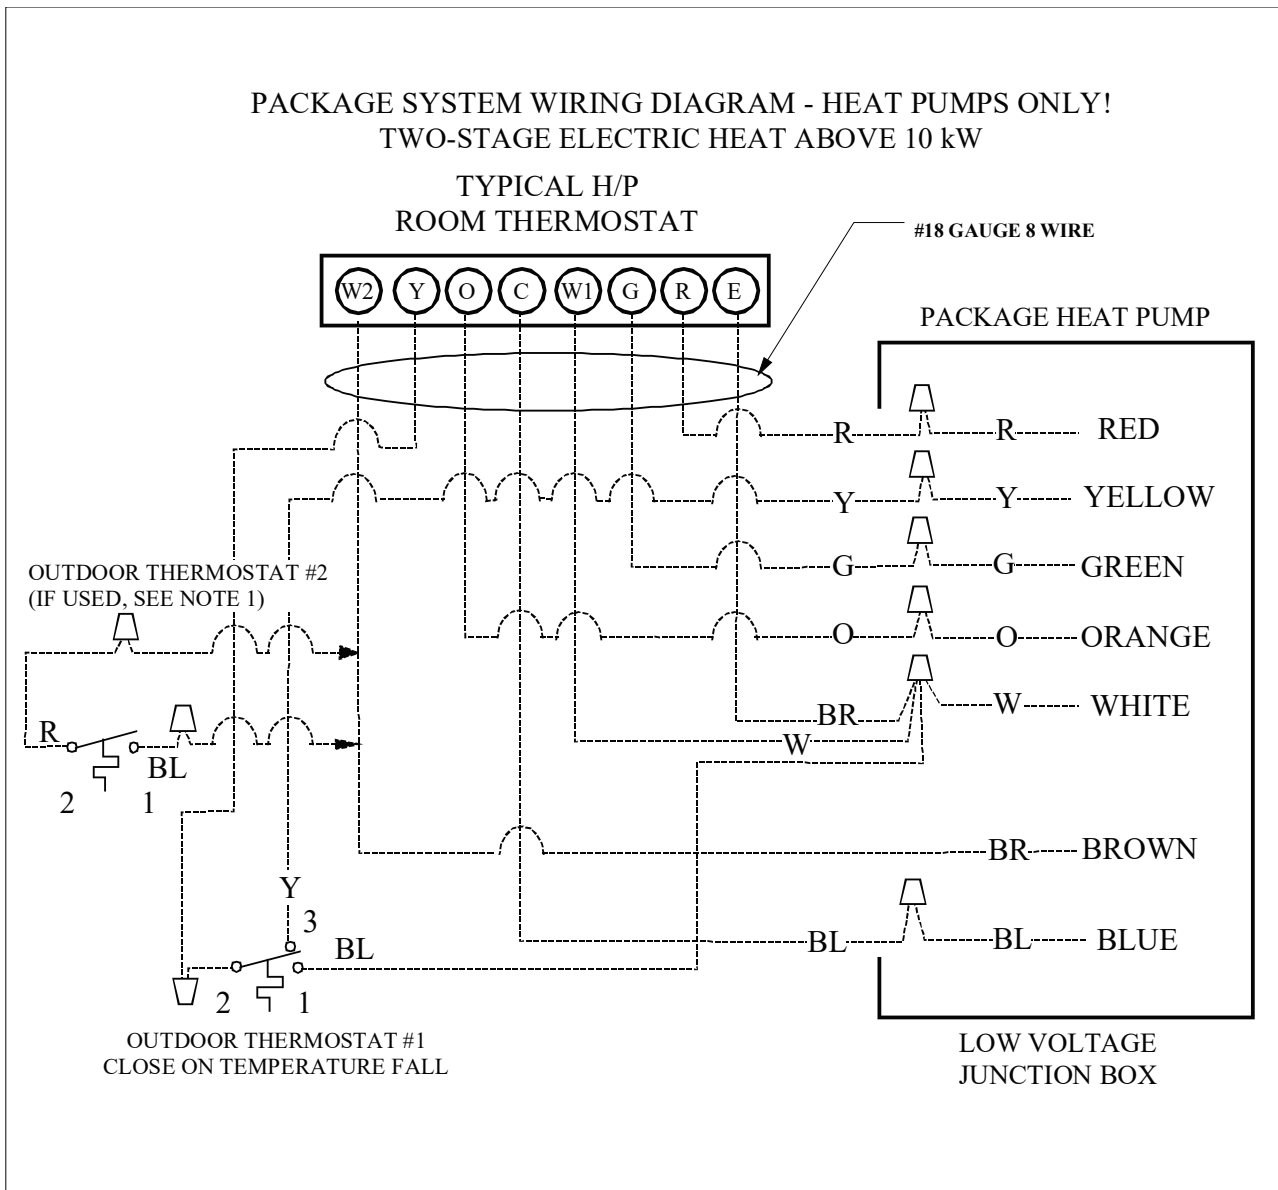 PACKAGE SYSTEM WIRING DIAGRAM - HEAT PUMPS ONLY!
TWO-STAGE ELECTRIC HEAT ABOVE 10 kW
TYPICAL H/P
ROOM THERMOSTAT
#18 GAUGE 8 WIRE
W2 Y O C W1 G R E
PACKAGE HEAT PUMP
R R RED
Y Y YELLOW
G G GREEN
OUTDOOR THERMOSTAT #2
(IF USED, SEE NOTE 1)
O O ORANGE
BR W WHITE
W
R BL
2 1
BR BROWN
Y
3
BL BL BL BLUE
2 1
OUTDOOR THERMOSTAT #1
CLOSE ON TEMPERATURE FALL
LOW VOLTAGE
JUNCTION BOX